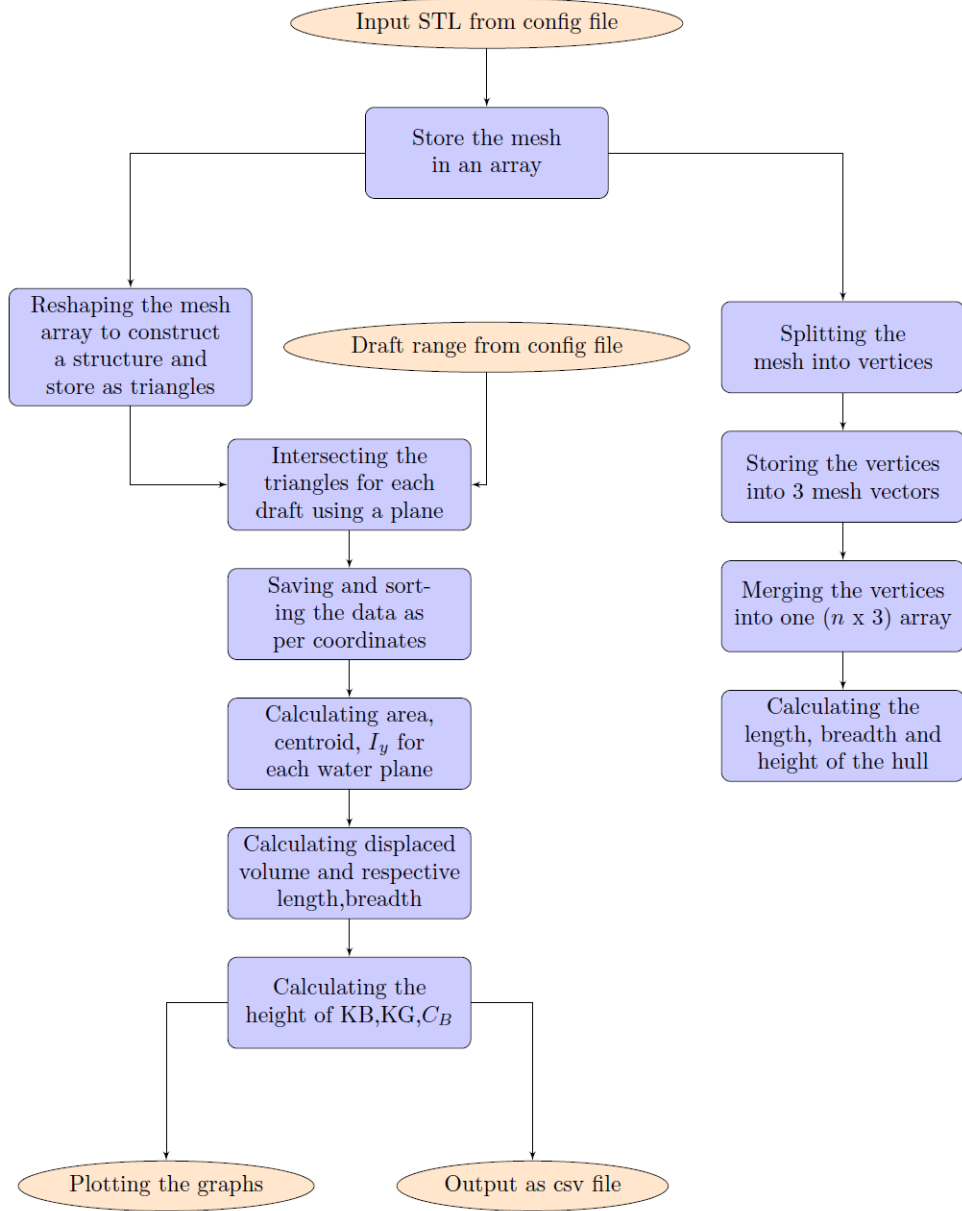 Input STL from config file
Store the mesh
in an array
Reshaping the mesh
array to construct
a structure and
store as triangles
Draft range from config file
Splitting the
mesh into vertices
Intersecting the
triangles for each
draft using a plane
Storing the vertices
into 3 mesh vectors
Saving and sort-
ing the data as
per coordinates
Merging the vertices
into one (n x 3) array
Calculating area,
centroid, I_y for
each water plane
Calculating the
length, breadth and
height of the hull
Calculating displaced
volume and respective
length,breadth
Calculating the
height of KB,KG,C_B
Plotting the graphs
Output as csv file